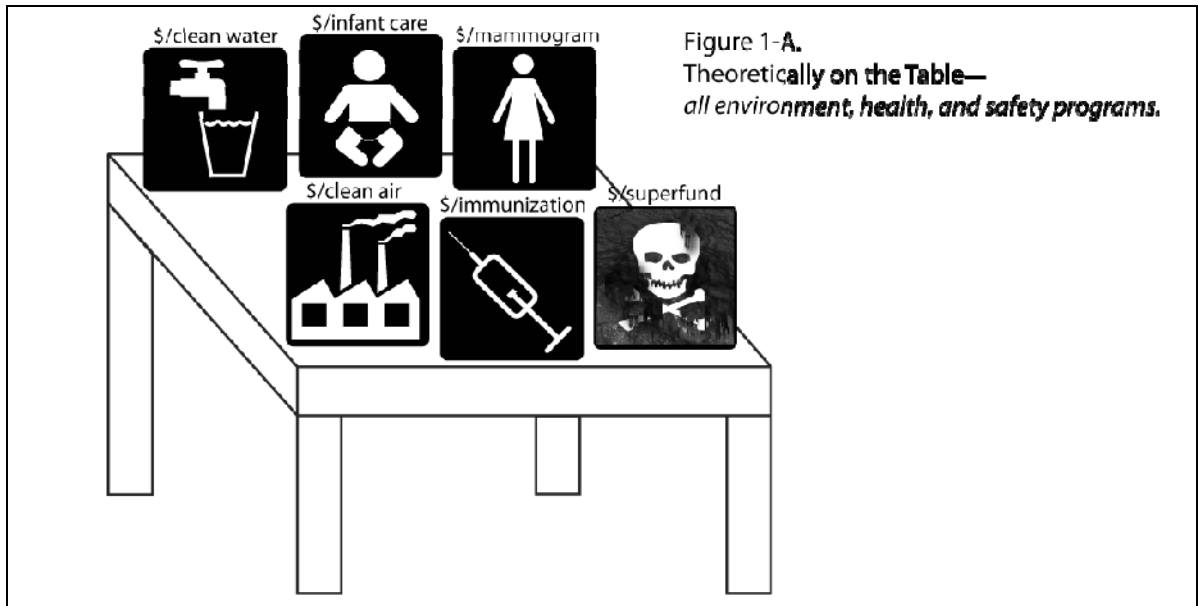 $/clean water
$/infant care
$/mammogram
Figure 1-A.
Theoretically on the Table—
all environment, health, and safety programs.
$/clean air
$/immunization
$/superfund